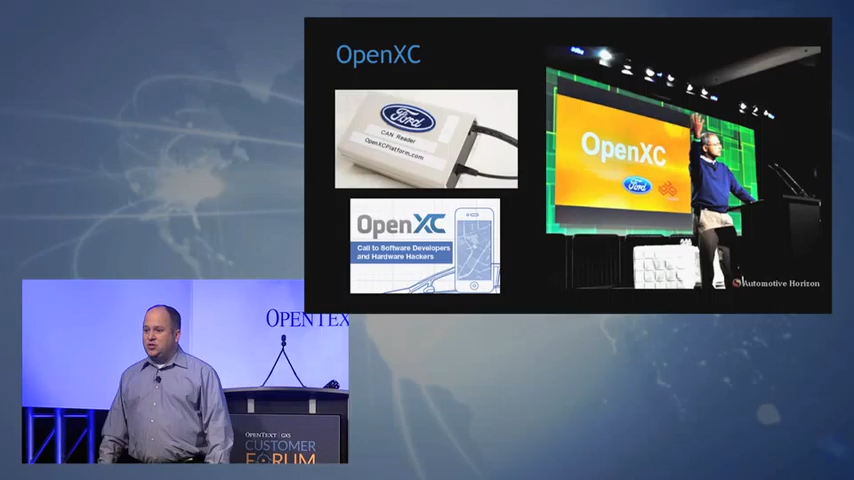 OpenXC
Ford
CAN Reader
OpenXCPlatform.com
OpenXC
Call to Software Developers
and Hardware Hackers
OpenXC
Ford
Automotive Horizon
OPENTEX
OPENTEXT | GXS
CUSTOMER
FORUM